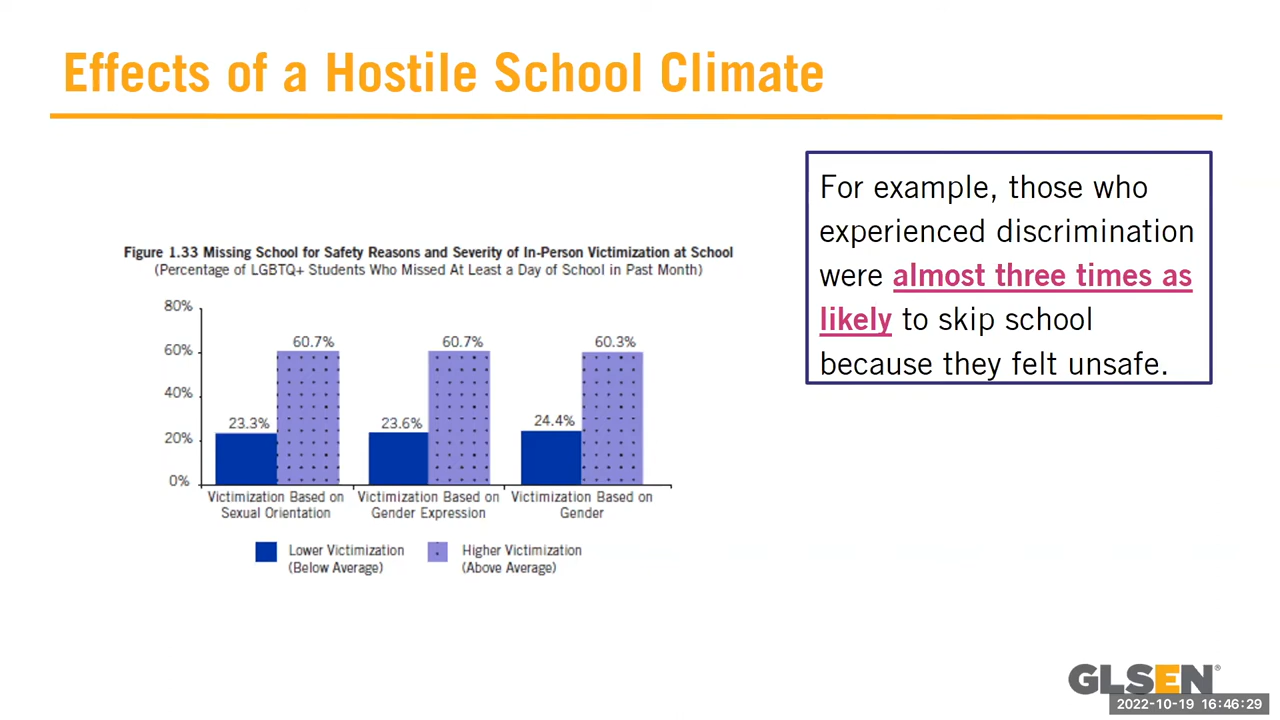 Effects of a Hostile School Climate
For example, those who
experienced discrimination
were almost three times as
likely to skip school
because they felt unsafe.
Figure 1.33 Missing School for Safety Reasons and Severity of In-Person Victimization at School
(Percentage of LGBTQ+ Students Who Missed At Least a Day of School in Past Month)
80%
60%
40%
20%
0%
23.3%
60.7%
23.6%
60.7%
24.4%
60.3%
Victimization Based on
Sexual Orientation
Victimization Based on
Gender Expression
Victimization Based on
Gender
Lower Victimization
(Below Average)
Higher Victimization
(Above Average)
GLSEN®
2022-10-19 16:46:29